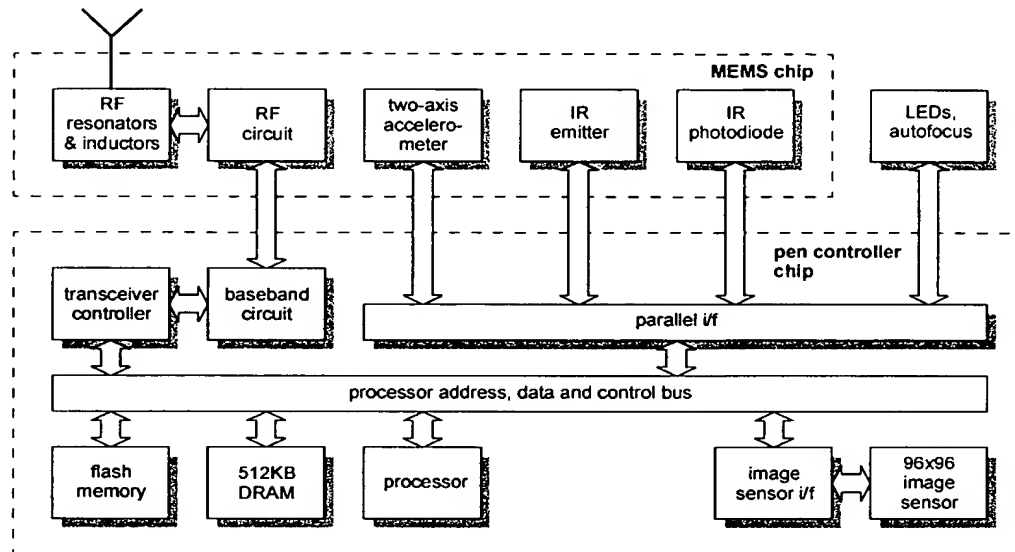 MEMS chip
RF
resonators
& inductors
RF
circuit
two-axis
accelero-
meter
IR
emitter
IR
photodiode
LEDs,
autofocus
pen controller
chip
transceiver
controller
baseband
circuit
parallel i/f
processor address, data and control bus
flash
memory
512KB
DRAM
processor
image
sensor i/f
96x96
image
sensor